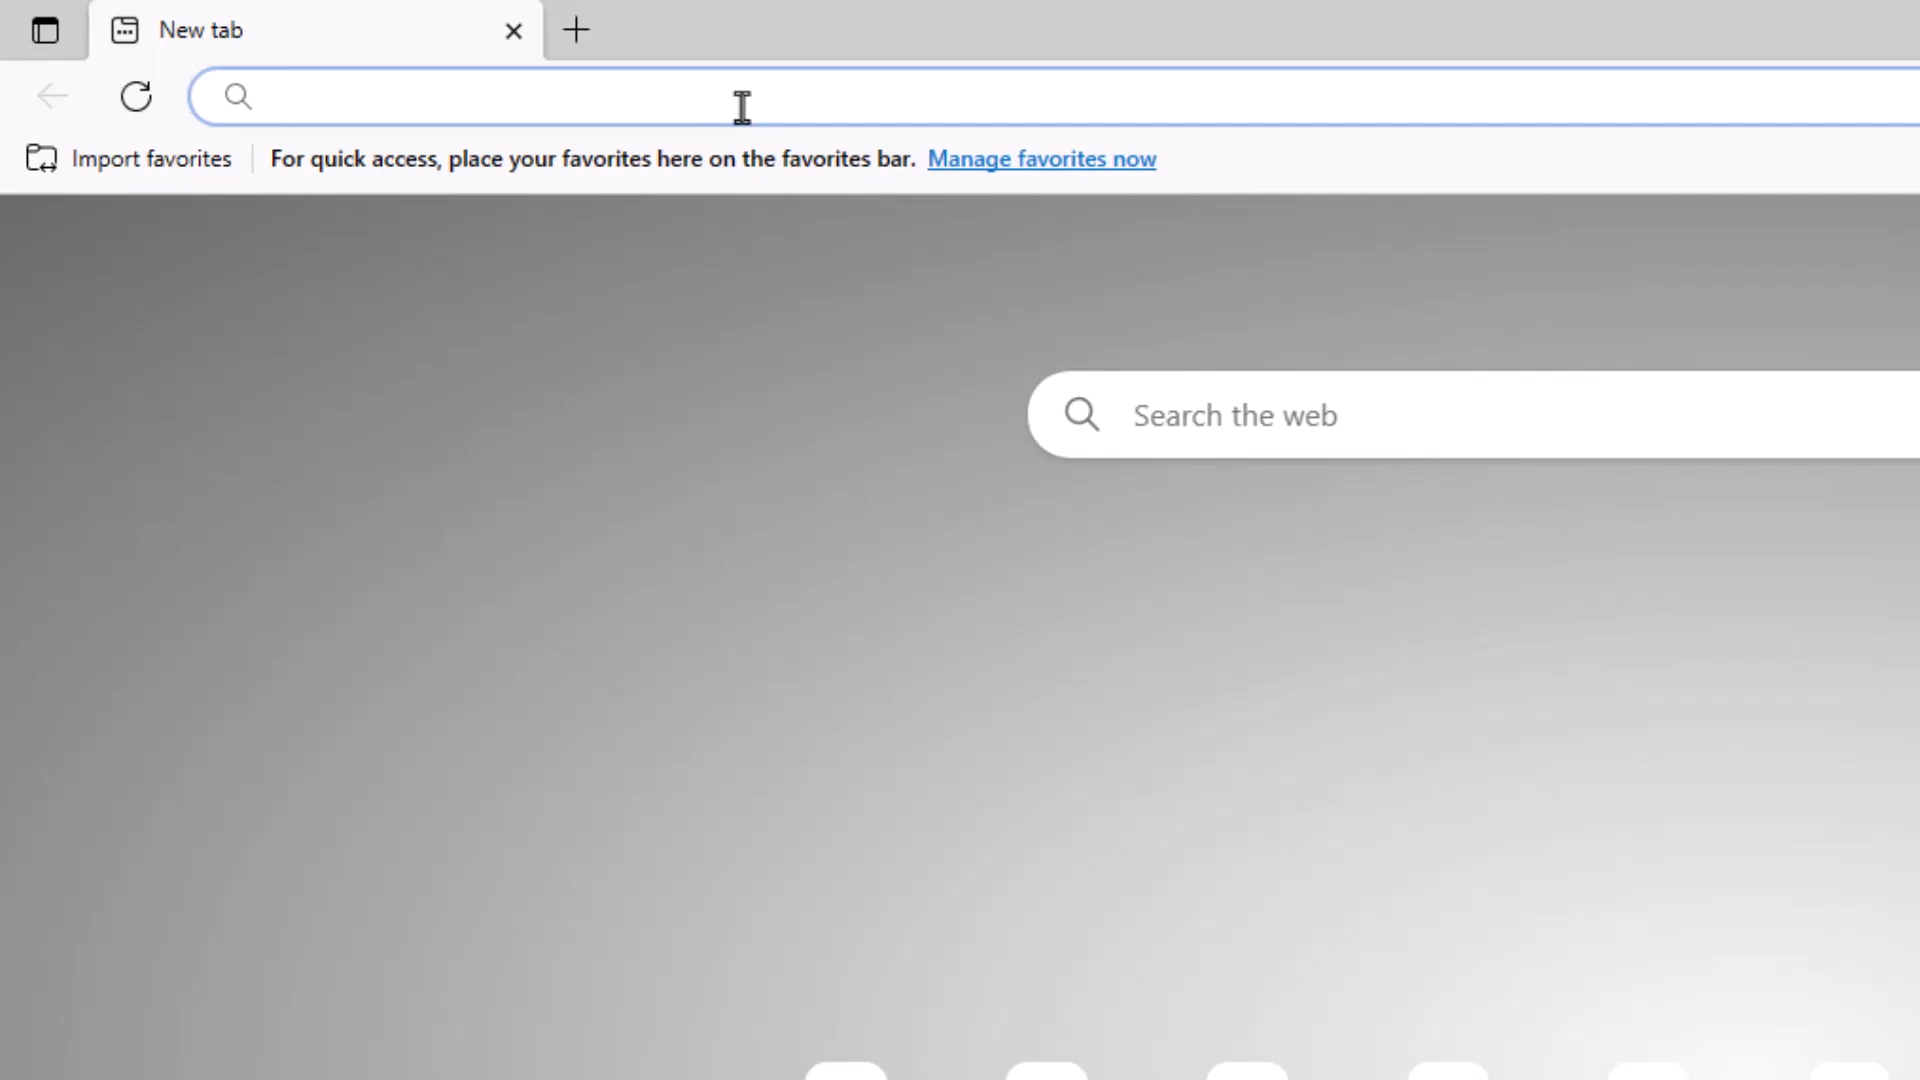 New tab
Import favorites
For quick access, place your favorites here on the favorites bar. Manage favorites now
Search the web